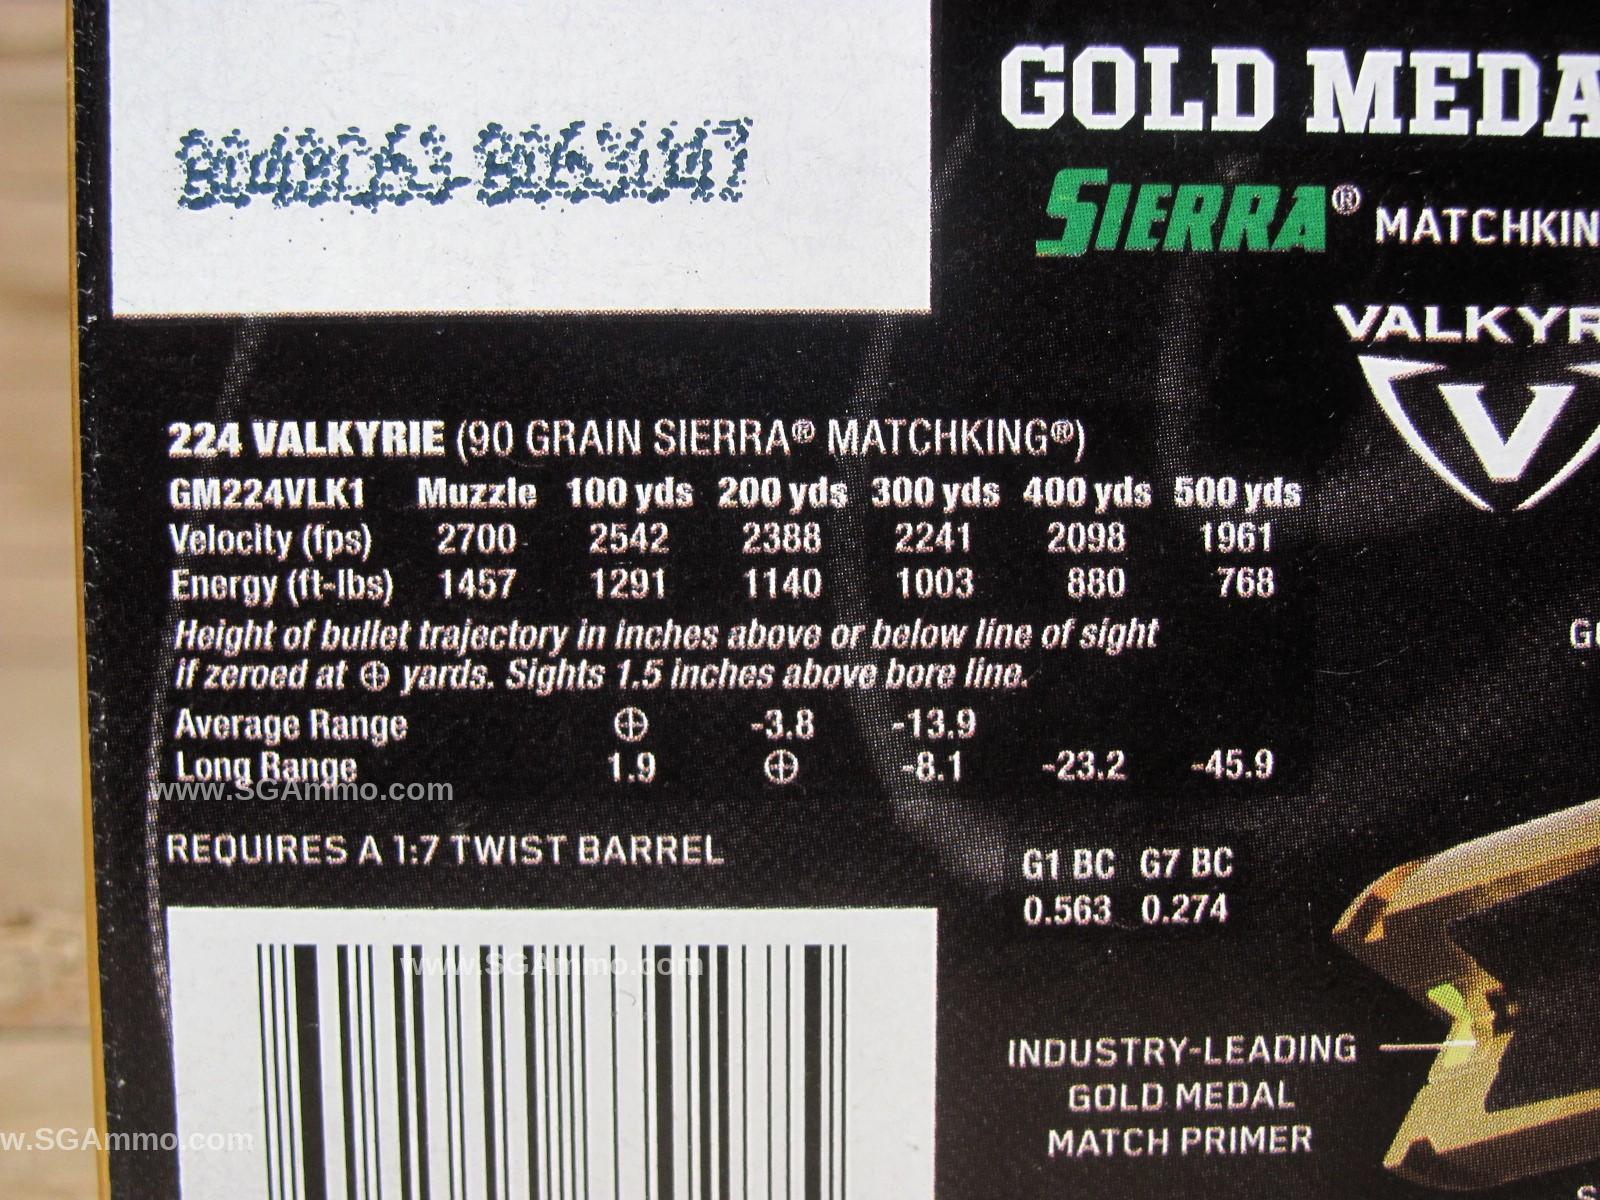 GOLD MEDA
SIERRA® MATCHKIN
VALKYR
V
224 VALKYRIE (90 GRAIN SIERRA® MATCHKING®)
GM224VLK1 Muzzle 100 yds 200 yds 300 yds 400 yds 500 yds
Velocity (fps) 2700 2542 2388 2241 2098 1961
Energy (ft-lbs) 1457 1291 1140 1003 880 768
Height of bullet trajectory in inches above or below line of sight
if zeroed at ⊕ yards. Sights 1.5 inches above bore line.
Average Range ⊕ -3.8 -13.9
Long Range 1.9 ⊕ -8.1 -23.2 -45.9
www.SGAmmo.com
REQUIRES A 1:7 TWIST BARREL
G1 BC G7 BC
0.563 0.274
www.SGAmmo.com
INDUSTRY-LEADING
GOLD MEDAL
MATCH PRIMER
w.SGAmmo.com